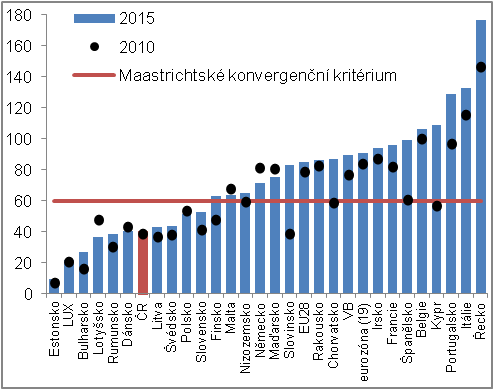 180
160
140
120
100
80
60
40
20
0
2015
2010
Maastrichtské konvergenční kritérium
Estonsko
LUX
Bulharsko
Lotyšsko
Rumunsko
Dánsko
ČR
Litva
Švédsko
Polsko
Slovensko
Finsko
Malta
Nizozemsko
Německo
Maďarsko
Slovinsko
EU28
Rakousko
Chorvatsko
VB
eurozóna (19)
Irsko
Francie
Španělsko
Belgie
Kypr
Portugalsko
Itálie
Řecko